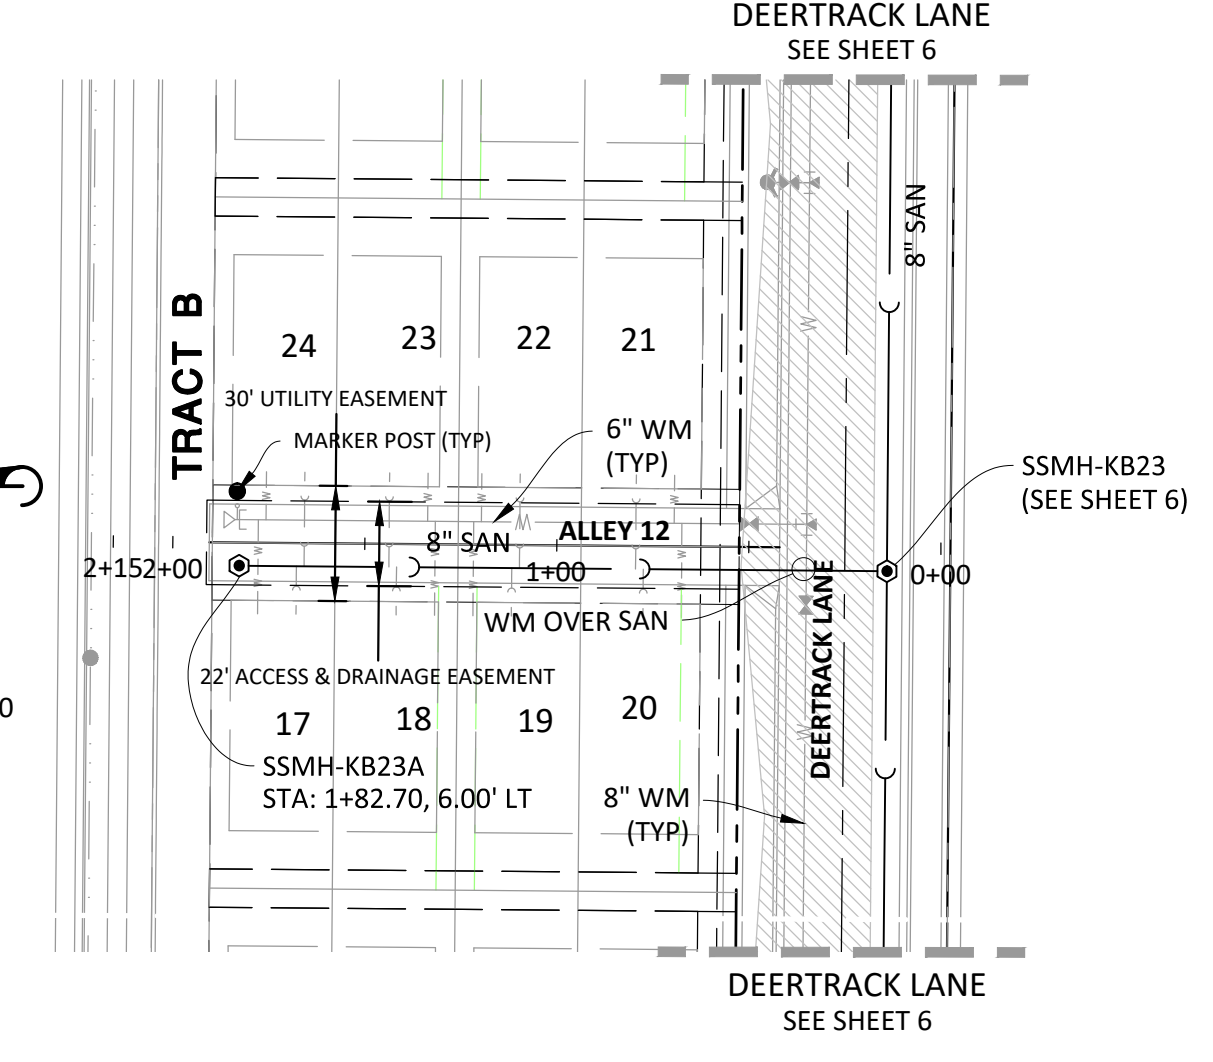 DEERTRACK LANE
SEE SHEET 6
8" SAN
TRACT B
24
23
22
21
30' UTILITY EASEMENT
MARKER POST (TYP)
6" WM
(TYP)
SSMH-KB23
(SEE SHEET 6)
ALLEY 12
8" SAN
2+15
2+00
1+00
0+00
WM OVER SAN
DEERTRACK LANE
22' ACCESS & DRAINAGE EASEMENT
17
18
19
20
0
SSMH-KB23A
STA: 1+82.70, 6.00' LT
8" WM
(TYP)
DEERTRACK LANE
SEE SHEET 6